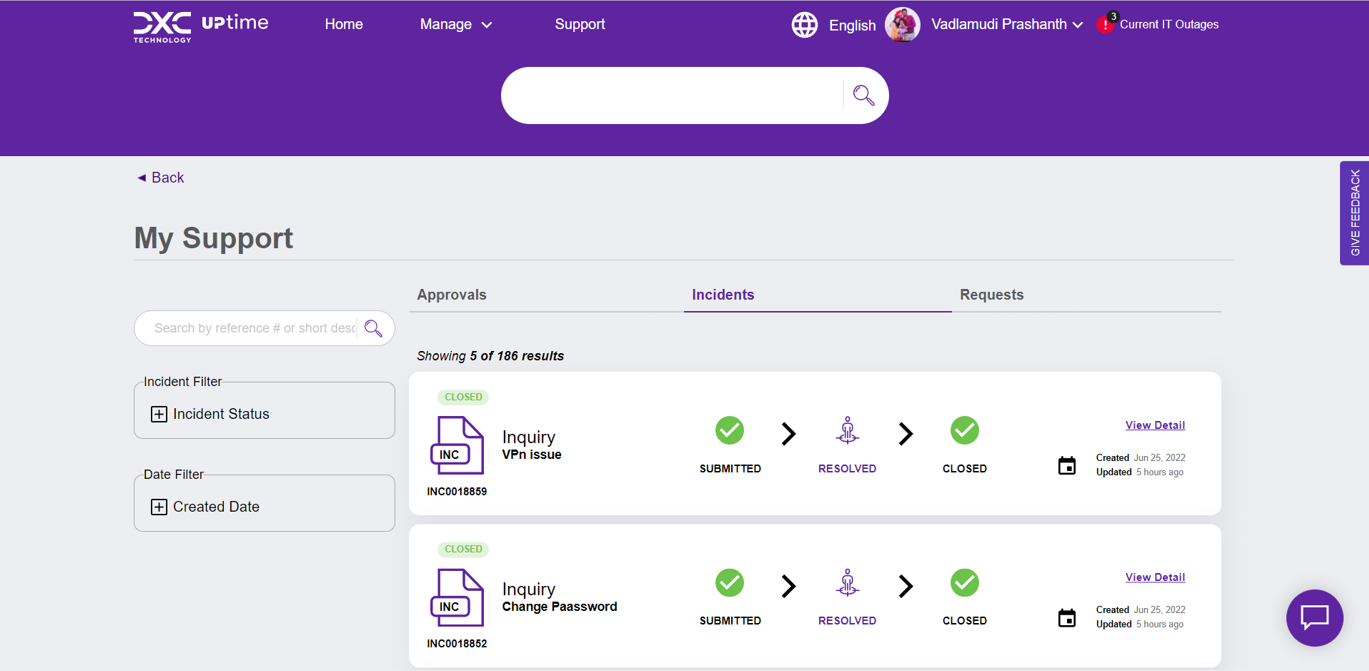 DXC TECHNOLOGY UPtime
Home
Manage
Support
English
Vadlamudi Prashanth
! 3 Current IT Outages
GIVE FEEDBACK
◄ Back
My Support
Search by reference # or short desc
Incident Filter
Incident Status
Date Filter
Created Date
Approvals
Incidents
Requests
Showing 5 of 186 results
CLOSED
INC
INC0018859
Inquiry
VPn issue
SUBMITTED
RESOLVED
CLOSED
View Detail
Created Jun 25, 2022
Updated 5 hours ago
CLOSED
INC
INC0018852
Inquiry
Change Paassword
SUBMITTED
RESOLVED
CLOSED
View Detail
Created Jun 25, 2022
Updated 5 hours ago